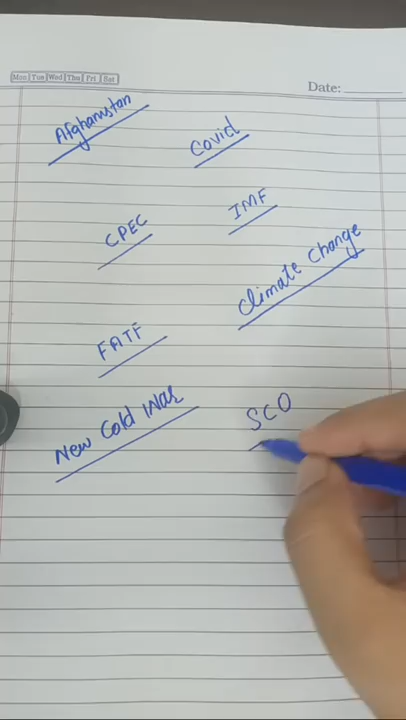 Mon Tue Wed Thu Fri Sat
Date:
Afghanistan
Covid
CPEC
IMF
Climate Change
FATF
New Cold War
SCO